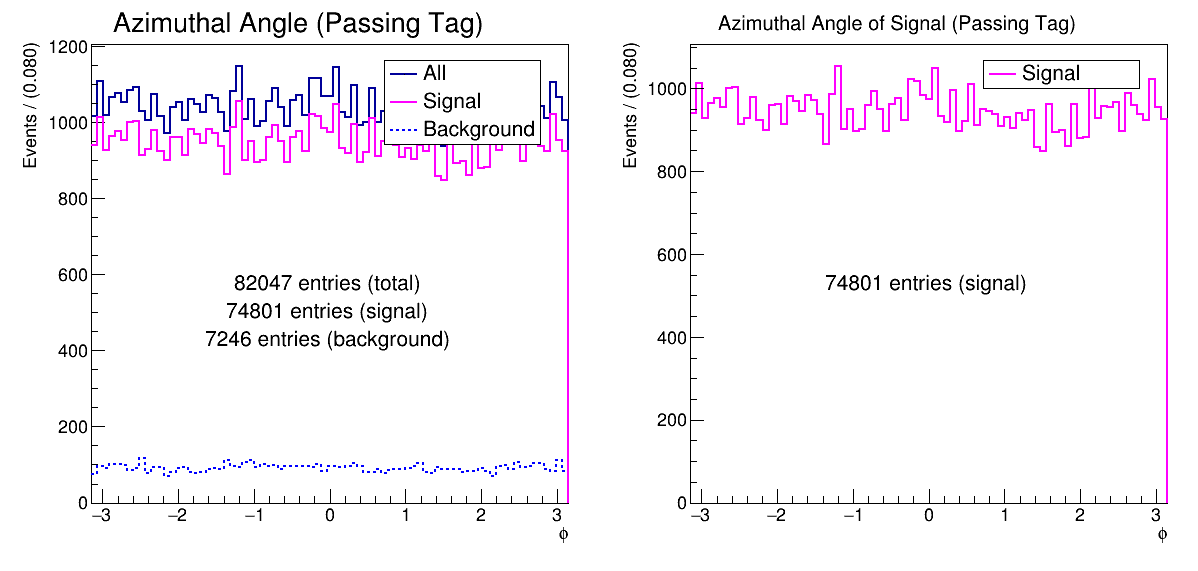 Azimuthal Angle (Passing Tag)
Events / (0.080)
1200
1000
800
600
400
200
0
All
Signal
Background
82047 entries (total)
74801 entries (signal)
7246 entries (background)
−3 −2 −1 0 1 2 3
ϕ
Azimuthal Angle of Signal (Passing Tag)
Events / (0.080)
1000
800
600
400
200
0
Signal
74801 entries (signal)
−3 −2 −1 0 1 2 3
ϕ